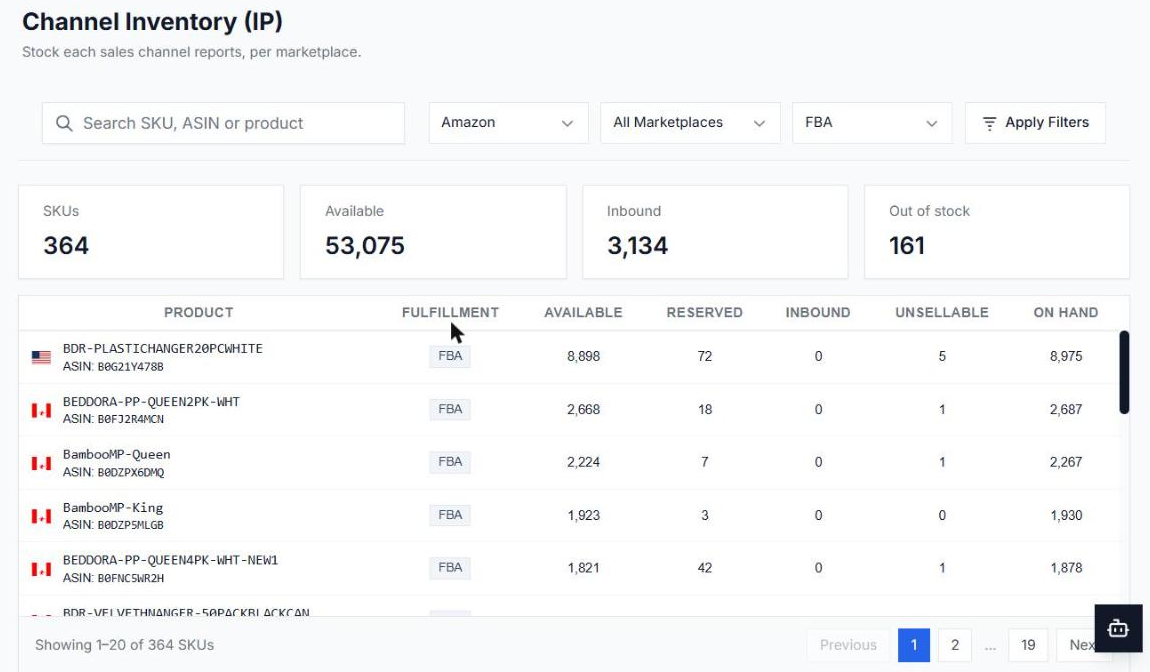 Channel Inventory (IP)
Stock each sales channel reports, per marketplace.
Search SKU, ASIN or product
Amazon
All Marketplaces
FBA
Apply Filters
SKUs
Available
Inbound
Out of stock
364
53,075
3,134
161
PRODUCT FULFILLMENT AVAILABLE RESERVED INBOUND UNSELLABLE ON HAND
BDR-PLASTICHANGER20PCWHITE
ASIN: B0G21Y478B
FBA 8,898 72 0 5 8,975
BEDDORA-PP-QUEEN2PK-WHT
ASIN: B0FJ2R4MCN
FBA 2,668 18 0 1 2,687
BambooMP-Queen
ASIN: B0DZPX6DMQ
FBA 2,224 7 0 1 2,267
BambooMP-King
ASIN: B0DZP5MLGB
FBA 1,923 3 0 0 1,930
BEDDORA-PP-QUEEN4PK-WHT-NEW1
ASIN: B0FNC5WR2H
FBA 1,821 42 0 1 1,878
BDR-VELVETHNANGER-50PACKBLACKCAN
Showing 1–20 of 364 SKUs
Previous 1 2 ... 19 Nex